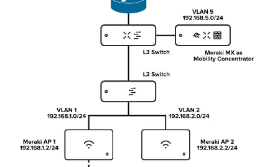 VLAN 5
192.168.5.0/24
L3 Switch
Meraki MX as
Mobility Concentrator
L3 Switch
VLAN 1
192.168.1.0/24
VLAN 2
192.168.2.0/24
Meraki AP 1
192.168.1.2/24
Meraki AP 2
192.168.2.2/24